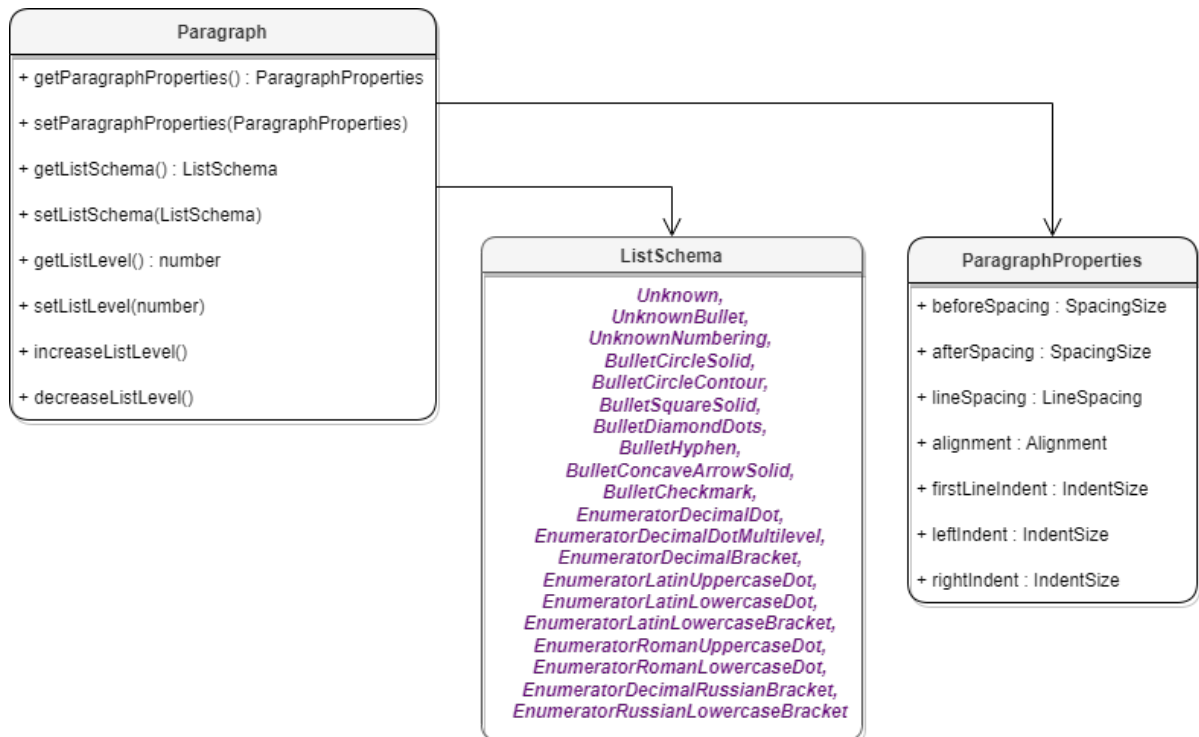 Paragraph
+ getParagraphProperties() : ParagraphProperties
+ setParagraphProperties(ParagraphProperties)
+ getListSchema() : ListSchema
+ setListSchema(ListSchema)
+ getListLevel() : number
+ setListLevel(number)
+ increaseListLevel()
+ decreaseListLevel()
ListSchema
Unknown,
UnknownBullet,
UnknownNumbering,
BulletCircleSolid,
BulletCircleContour,
BulletSquareSolid,
BulletDiamondDots,
BulletHyphen,
BulletConcaveArrowSolid,
BulletCheckmark,
EnumeratorDecimalDot,
EnumeratorDecimalDotMultilevel,
EnumeratorDecimalBracket,
EnumeratorLatinUppercaseDot,
EnumeratorLatinLowercaseDot,
EnumeratorLatinLowercaseBracket,
EnumeratorRomanUppercaseDot,
EnumeratorRomanLowercaseDot,
EnumeratorDecimalRussianBracket,
EnumeratorRussianLowercaseBracket
ParagraphProperties
+ beforeSpacing : SpacingSize
+ afterSpacing : SpacingSize
+ lineSpacing : LineSpacing
+ alignment : Alignment
+ firstLineIndent : IndentSize
+ leftIndent : IndentSize
+ rightIndent : IndentSize